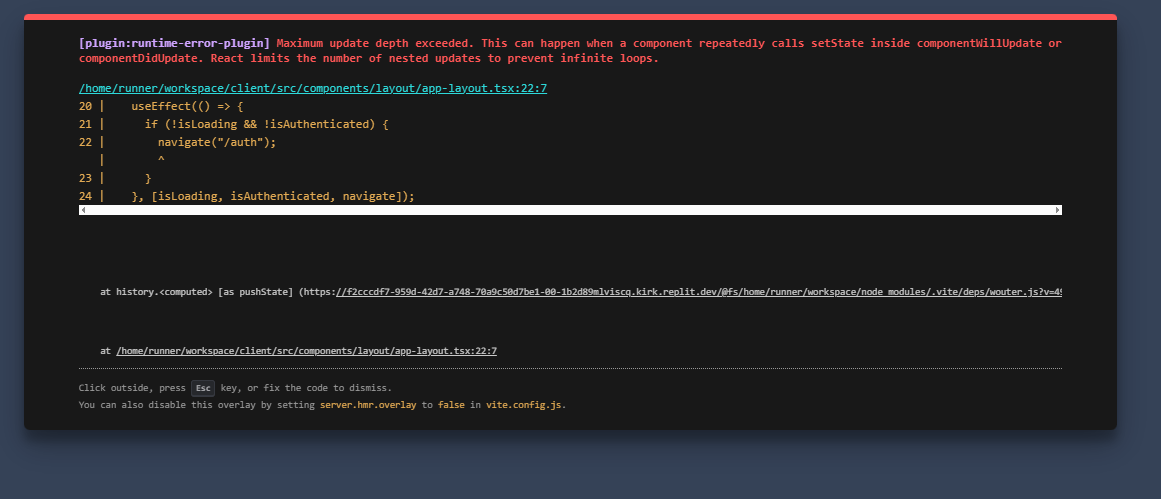 [plugin:runtime-error-plugin] Maximum update depth exceeded. This can happen when a component repeatedly calls setState inside componentWillUpdate or
componentDidUpdate. React limits the number of nested updates to prevent infinite loops.
/home/runner/workspace/client/src/components/layout/app-layout.tsx:22:7
20 |    useEffect(() => {
21 |      if (!isLoading && !isAuthenticated) {
22 |        navigate("/auth");
   |        ^
23 |      }
24 |    }, [isLoading, isAuthenticated, navigate]);
at history.<computed> [as pushState] (https://f2cccdf7-959d-42d7-a748-70a9c50d7be1-00-1b2d89mlviscq.kirk.replit.dev/@fs/home/runner/workspace/node_modules/.vite/deps/wouter.js?v=49
at /home/runner/workspace/client/src/components/layout/app-layout.tsx:22:7
Click outside, press Esc key, or fix the code to dismiss.
You can also disable this overlay by setting server.hmr.overlay to false in vite.config.js.